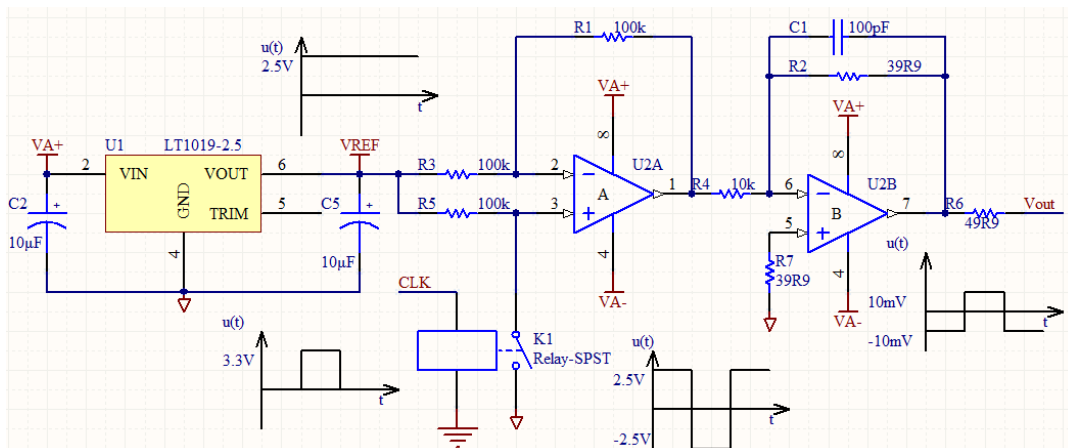 R1 100k
C1 100pF
R2 39R9
u(t)
2.5V
t
VA+
8
VA+
8
VA+
U1 LT1019-2.5
2 VIN VOUT 6
GND
TRIM 5
4
VREF
R3 100k
R5 100k
2
3
A
U2A
1
R4 10k
6
5
B
U2B
7
R6
49R9
Vout
C2
10µF
C5
10µF
4
VA-
R7
39R9
4
VA-
u(t)
10mV
-10mV
t
CLK
K1
Relay-SPST
u(t)
3.3V
t
u(t)
2.5V
-2.5V
t